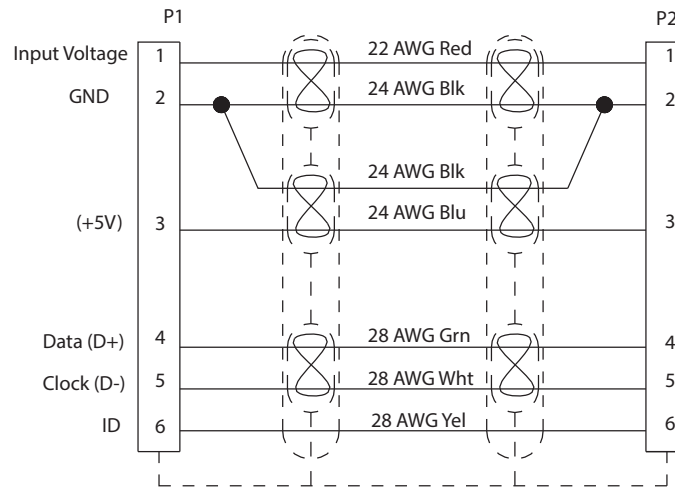 P1 P2
Input Voltage 1 22 AWG Red 1
GND 2 24 AWG Blk 2
24 AWG Blk
(+5V) 3 24 AWG Blu 3
Data (D+) 4 28 AWG Grn 4
Clock (D-) 5 28 AWG Wht 5
ID 6 28 AWG Yel 6